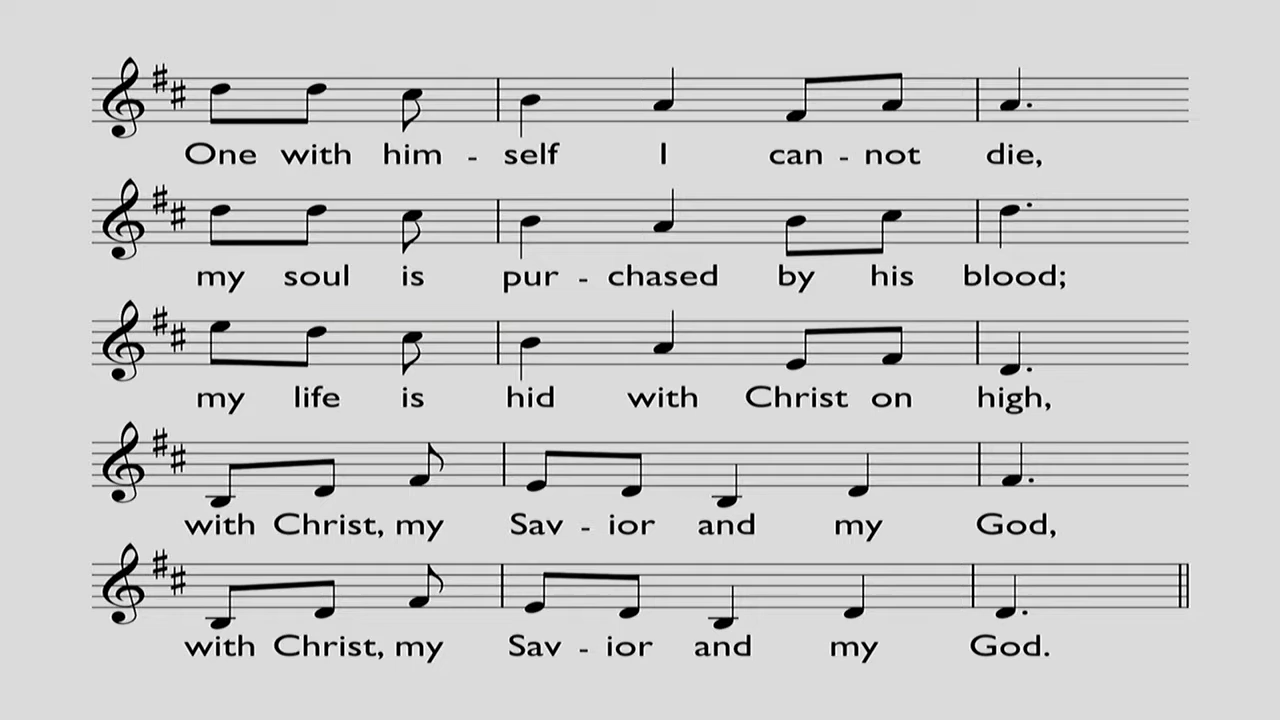 One with him - self I can - not die,
my soul is pur - chased by his blood;
my life is hid with Christ on high,
with Christ, my Sav - ior and my God,
with Christ, my Sav - ior and my God.